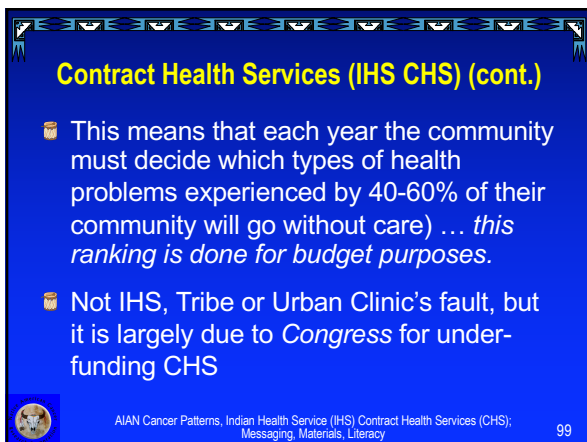 Contract Health Services (IHS CHS) (cont.)
This means that each year the community
must decide which types of health
problems experienced by 40-60% of their
community will go without care) … this
ranking is done for budget purposes.
Not IHS, Tribe or Urban Clinic's fault, but
it is largely due to Congress for under-
funding CHS
AIAN Cancer Patterns, Indian Health Service (IHS) Contract Health Services (CHS);
Messaging, Materials, Literacy
99